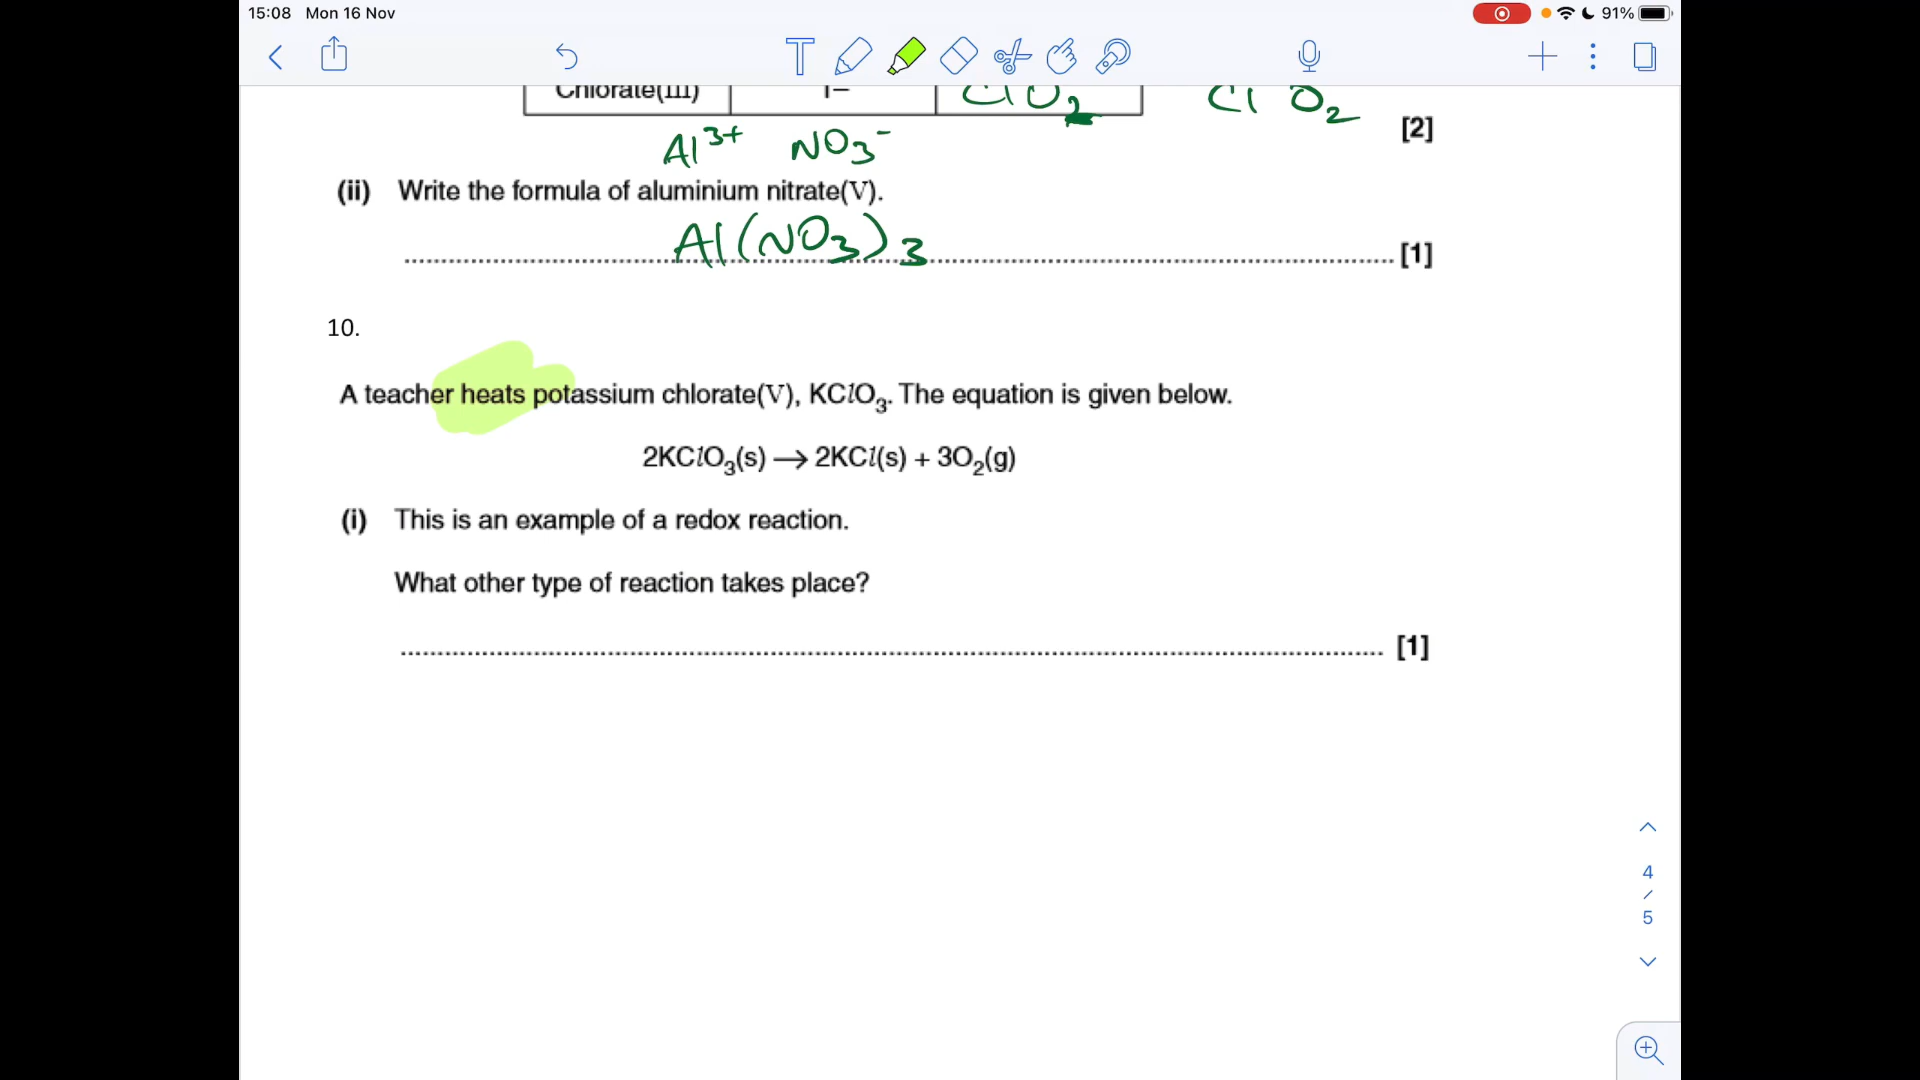 15:08 Mon 16 Nov 91%
Chlorate(III) 1– ClO2 Cl O2
[2]
Al3+ NO3–
(ii) Write the formula of aluminium nitrate(V).
Al(NO3)3 [1]
10.
A teacher heats potassium chlorate(V), KClO3. The equation is given below.
2KClO3(s) → 2KCl(s) + 3O2(g)
(i) This is an example of a redox reaction.
What other type of reaction takes place?
[1]
4
/
5